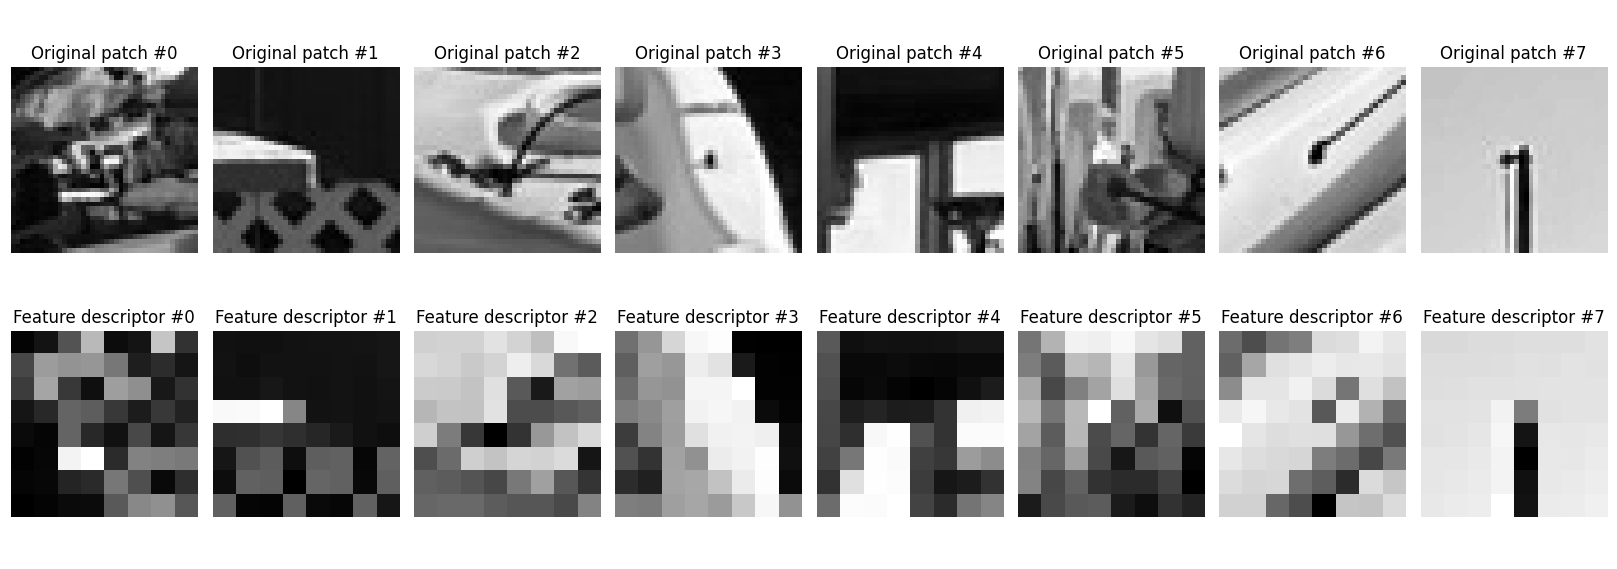 Original patch #0
Original patch #1
Original patch #2
Original patch #3
Original patch #4
Original patch #5
Original patch #6
Original patch #7
Feature descriptor #0
Feature descriptor #1
Feature descriptor #2
Feature descriptor #3
Feature descriptor #4
Feature descriptor #5
Feature descriptor #6
Feature descriptor #7